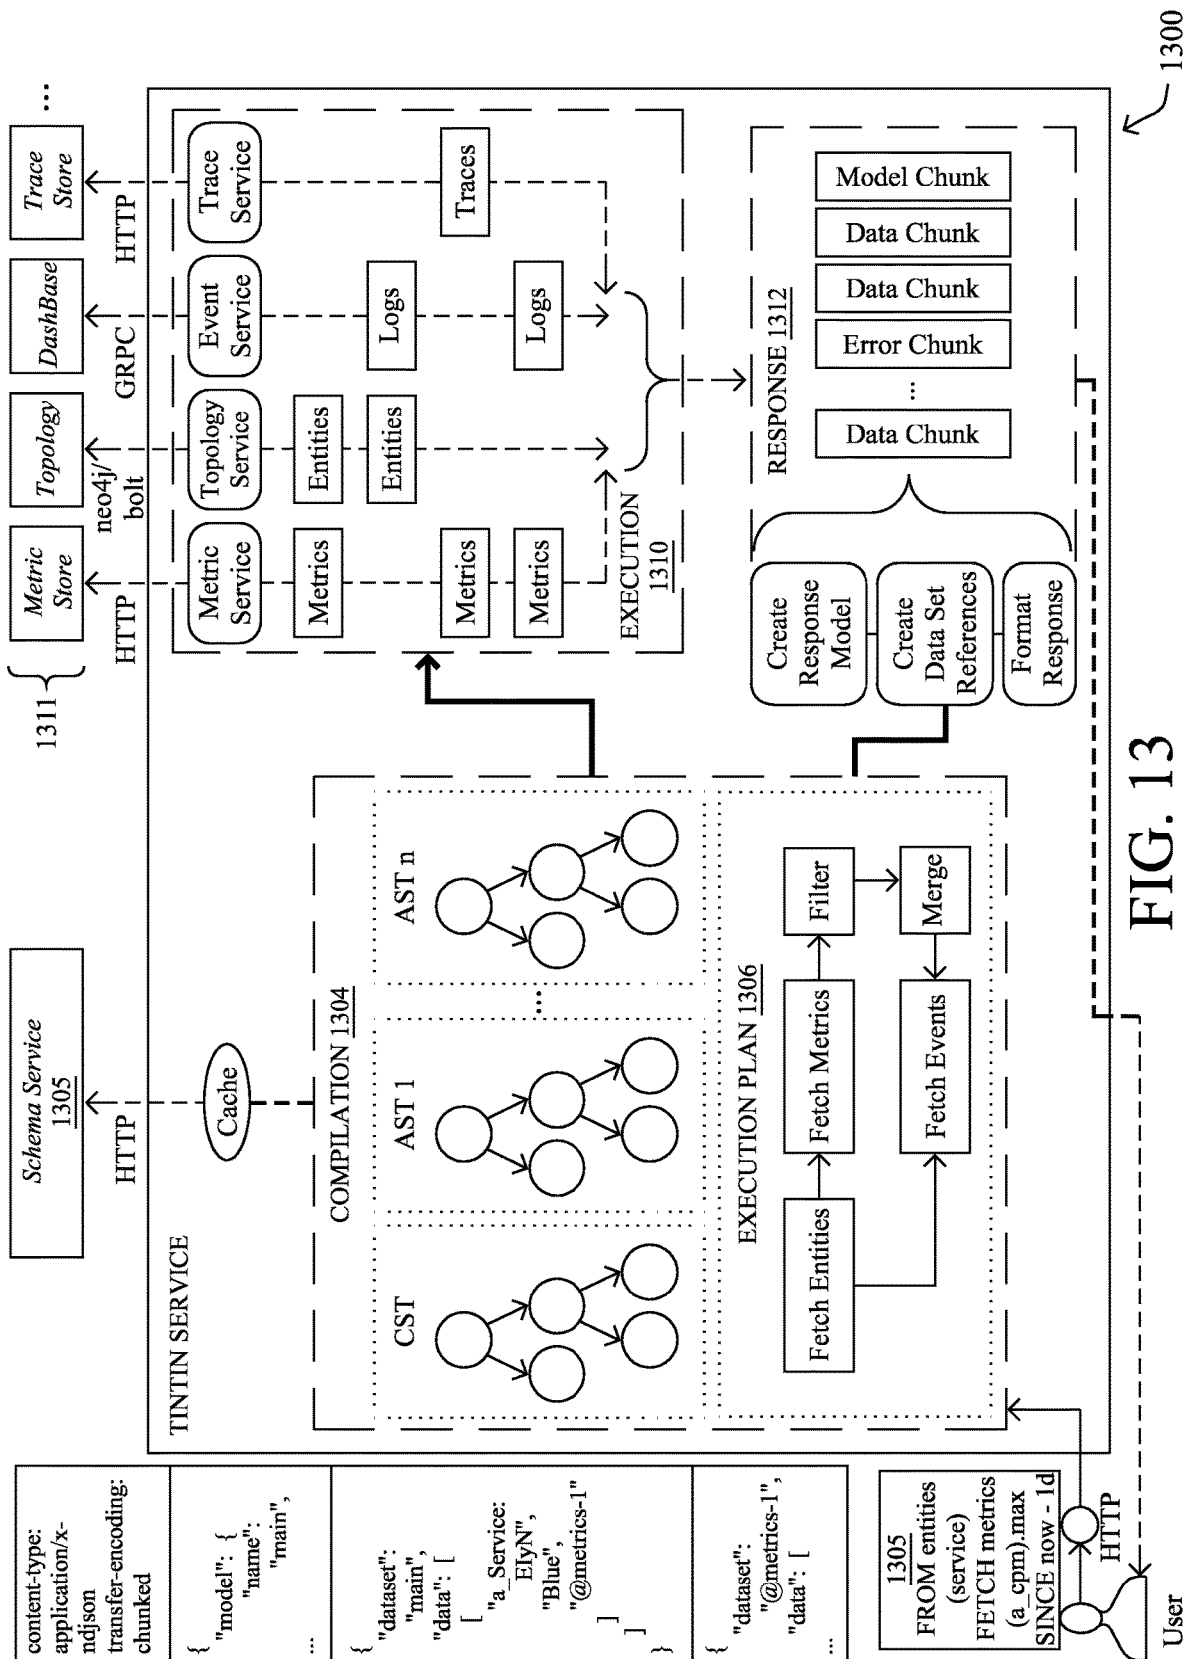 content-type:
application/x-
ndjson
transfer-encoding:
chunked
{
"model": {
"name":
"main",
...
{
"dataset":
"main",
"data": [
[
"a_Service:
EIyN",
"Blue",
"@metrics-1"
]
]
}
{
"dataset":
"@metrics-1",
"data": [
...
1305
FROM entities
(service)
FETCH metrics
(a_cpm).max
SINCE now - 1d
HTTP
User
Schema Service
1305
HTTP
Cache
TINTIN SERVICE
COMPILATION 1304
CST
AST 1
...
AST n
EXECUTION PLAN 1306
Fetch Entities
Fetch Metrics
Filter
Fetch Events
Merge
1311
Metric
Store
Topology
DashBase
Trace
Store
...
HTTP
neo4j/
bolt
GRPC
HTTP
Metric
Service
Topology
Service
Event
Service
Trace
Service
Metrics
Entities
Entities
Logs
Metrics
Traces
Metrics
Logs
EXECUTION
1310
RESPONSE 1312
Create
Response
Model
Create
Data Set
References
Format
Response
Data Chunk
...
Error Chunk
Data Chunk
Data Chunk
Model Chunk
1300
FIG. 13